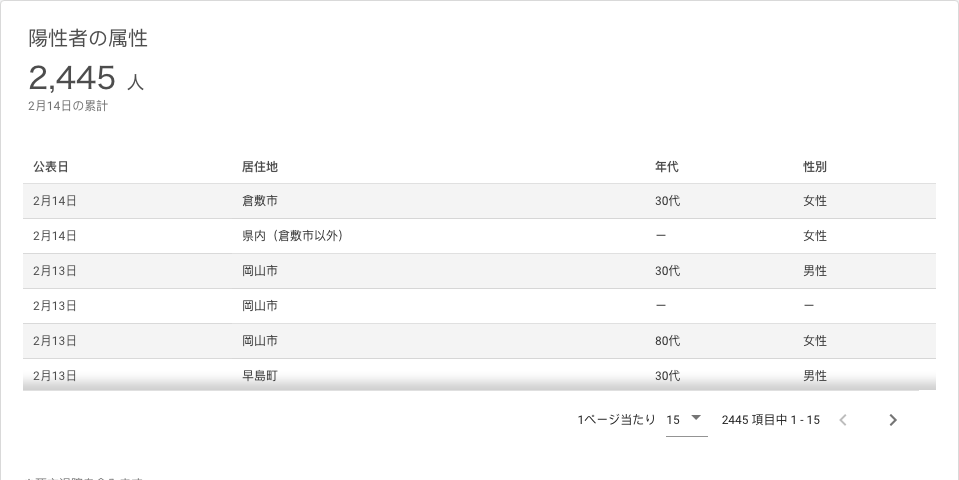 陽性者の属性
2,445 人
2月14日の累計
公表日 居住地 年代 性別
2月14日 倉敷市 30代 女性
2月14日 県内（倉敷市以外） ー 女性
2月13日 岡山市 30代 男性
2月13日 岡山市 ー ー
2月13日 岡山市 80代 女性
2月13日 早島町 30代 男性
1ページ当たり 15 2445 項目中 1 - 15